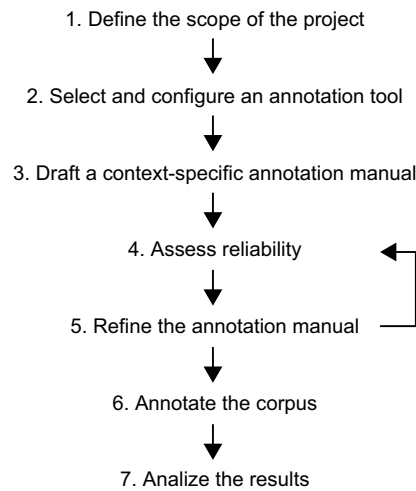 1. Define the scope of the project
2. Select and configure an annotation tool
3. Draft a context-specific annotation manual
4. Assess reliability
5. Refine the annotation manual
6. Annotate the corpus
7. Analize the results